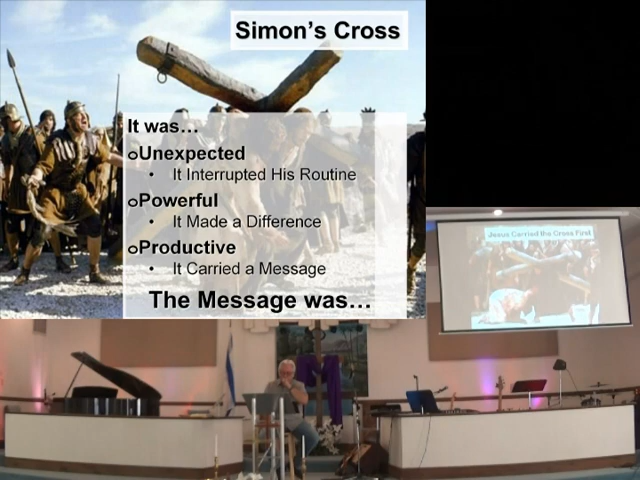 Simon's Cross
It was…
Unexpected
• It Interrupted His Routine
Powerful
• It Made a Difference
Productive
• It Carried a Message
The Message was…
Jesus Carried the Cross First